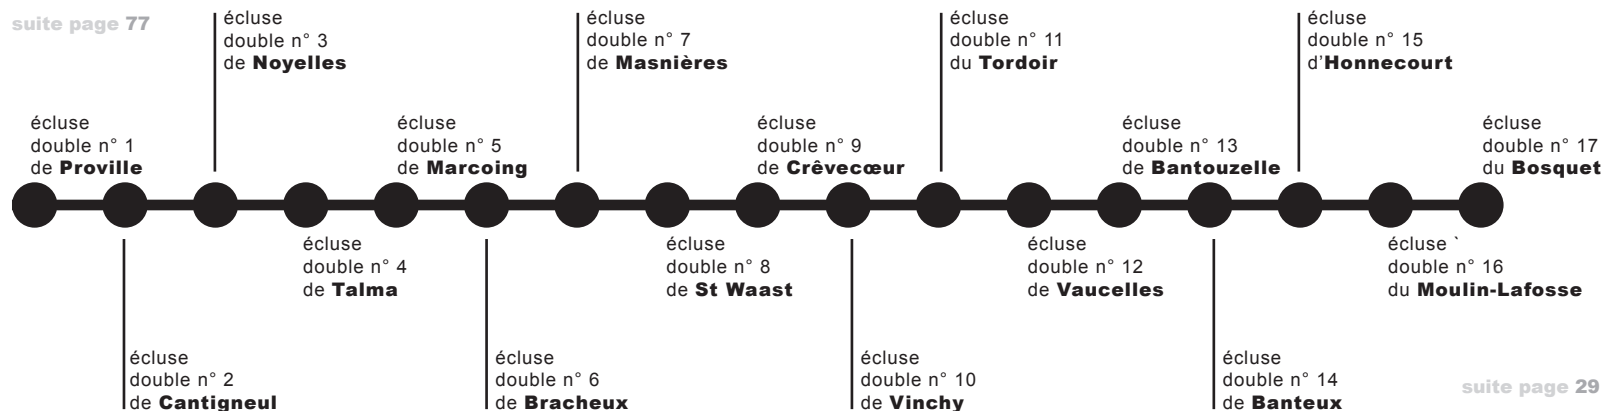 suite page 77
écluse
double n° 3
de Noyelles
écluse
double n° 7
de Masnières
écluse
double n° 11
du Tordoir
écluse
double n° 15
d'Honnecourt
écluse
double n° 1
de Proville
écluse
double n° 5
de Marcoing
écluse
double n° 9
de Crêvecœur
écluse
double n° 13
de Bantouzelle
écluse
double n° 17
du Bosquet
écluse
double n° 4
de Talma
écluse
double n° 8
de St Waast
écluse
double n° 12
de Vaucelles
écluse `
double n° 16
du Moulin-Lafosse
écluse
double n° 2
de Cantigneul
écluse
double n° 6
de Bracheux
écluse
double n° 10
de Vinchy
écluse
double n° 14
de Banteux
suite page 29